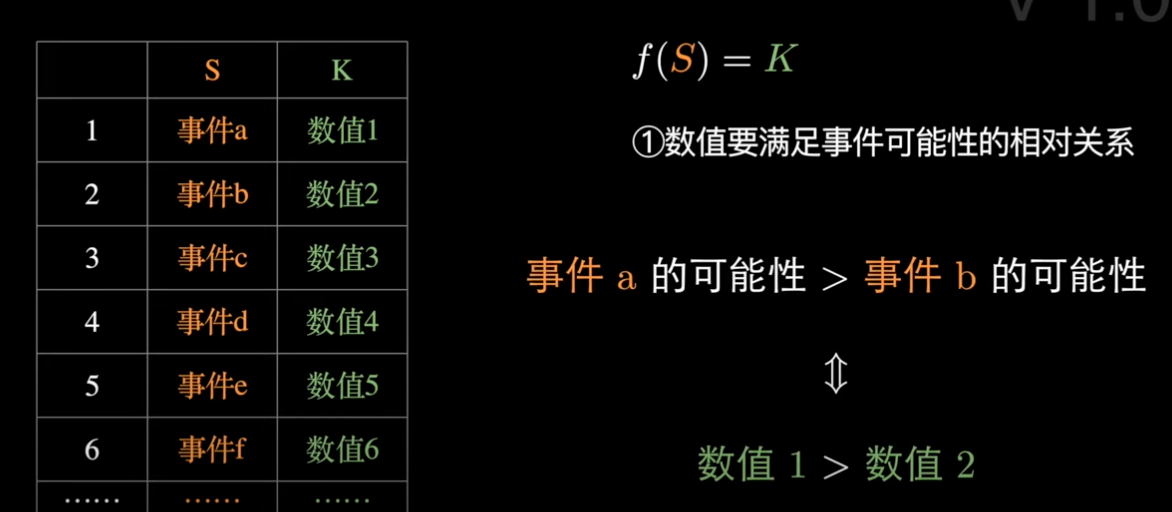 V 1.0
f(S) = K
①数值要满足事件可能性的相对关系
S K
1 事件a 数值1
2 事件b 数值2
3 事件c 数值3
4 事件d 数值4
5 事件e 数值5
6 事件f 数值6
…… …… ……
事件 a 的可能性 > 事件 b 的可能性
⇕
数值 1 > 数值 2